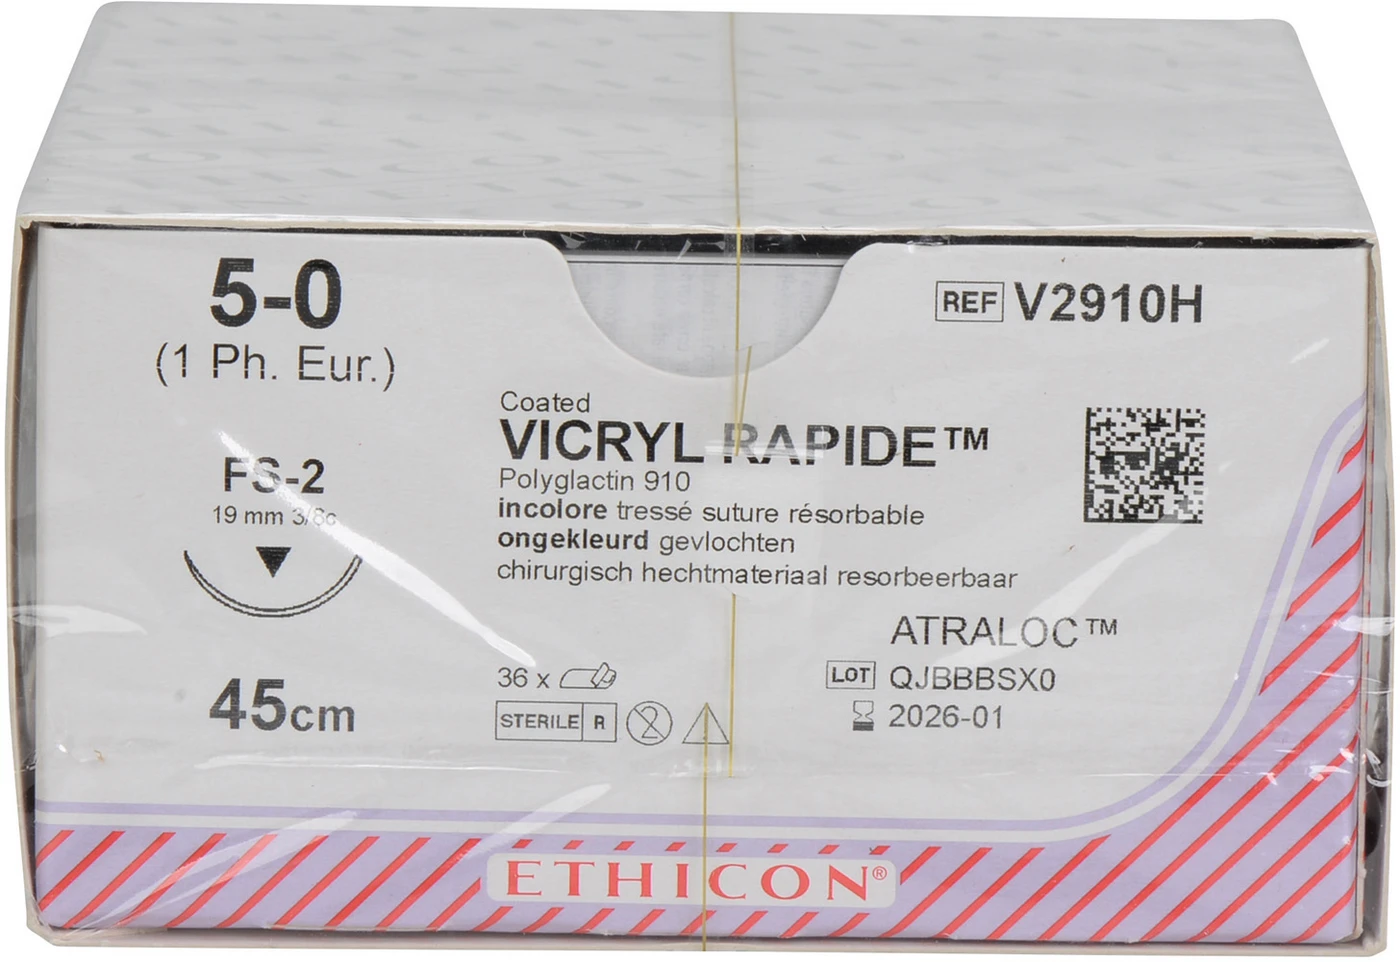 5-0
(1 Ph. Eur.)
REF V2910H
FS-2
19 mm 3/8c
45cm
Coated
VICRYL RAPIDE™
Polyglactin 910
incolore tressé suture résorbable
ongekleurd gevlochten
chirurgisch hechtmateriaal resorbeerbaar
ATRALOC™
36 x
LOT QJBBBSX0
STERILE R
2
2026-01
ETHICON®